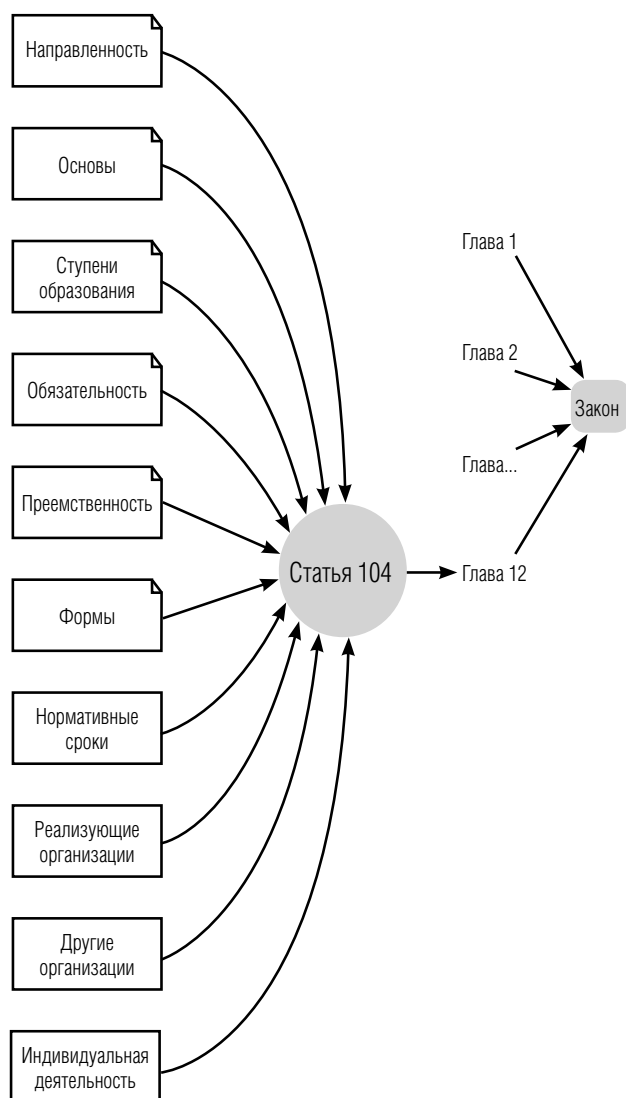 Направленность
Основы
Ступени
образования
Обязательность
Преемственность
Формы
Нормативные
сроки
Реализующие
организации
Другие
организации
Индивидуальная
деятельность
Статья 104
Глава 1
Глава 2
Глава...
Глава 12
Закон